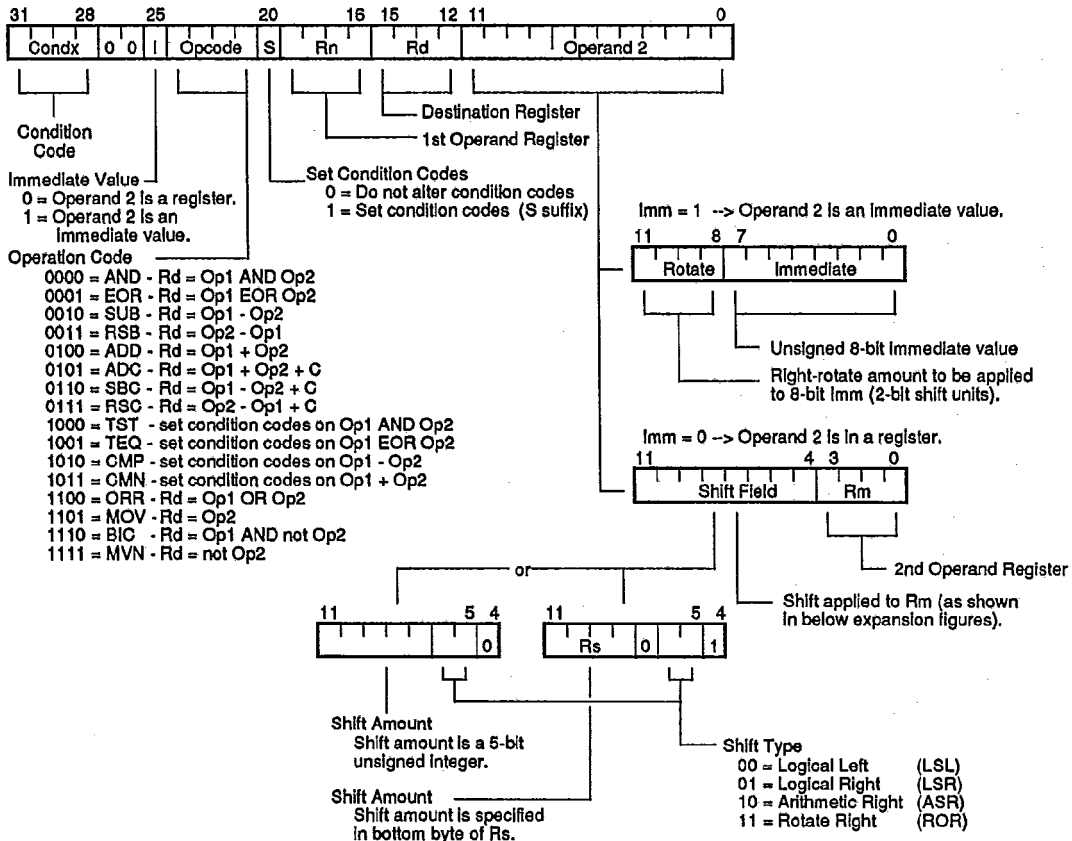 31 28 25 20 16 15 12 11 0
Condx 0 0 I Opcode S Rn Rd Operand 2
Destination Register
1st Operand Register
Condition
Code
Immediate Value
0 = Operand 2 is a register.
1 = Operand 2 is an
Immediate value.
Set Condition Codes
0 = Do not alter condition codes
1 = Set condition codes (S suffix)
Operation Code
0000 = AND - Rd = Op1 AND Op2
0001 = EOR - Rd = Op1 EOR Op2
0010 = SUB - Rd = Op1 - Op2
0011 = RSB - Rd = Op2 - Op1
0100 = ADD - Rd = Op1 + Op2
0101 = ADC - Rd = Op1 + Op2 + C
0110 = SBC - Rd = Op1 - Op2 + C
0111 = RSC - Rd = Op2 - Op1 + C
1000 = TST - set condition codes on Op1 AND Op2
1001 = TEQ - set condition codes on Op1 EOR Op2
1010 = CMP - set condition codes on Op1 - Op2
1011 = CMN - set condition codes on Op1 + Op2
1100 = ORR - Rd = Op1 OR Op2
1101 = MOV - Rd = Op2
1110 = BIC - Rd = Op1 AND not Op2
1111 = MVN - Rd = not Op2
Imm = 1 --> Operand 2 is an immediate value.
11 8 7 0
Rotate Immediate
Unsigned 8-bit immediate value
Right-rotate amount to be applied
to 8-bit Imm (2-bit shift units).
Imm = 0 --> Operand 2 is in a register.
11 4 3 0
Shift Field Rm
2nd Operand Register
Shift applied to Rm (as shown
in below expansion figures).
or
11 5 4
0
11 5 4
Rs 0 1
Shift Amount
Shift amount is a 5-bit
unsigned integer.
Shift Amount
Shift amount is specified
in bottom byte of Rs.
Shift Type
00 = Logical Left (LSL)
01 = Logical Right (LSR)
10 = Arithmetic Right (ASR)
11 = Rotate Right (ROR)